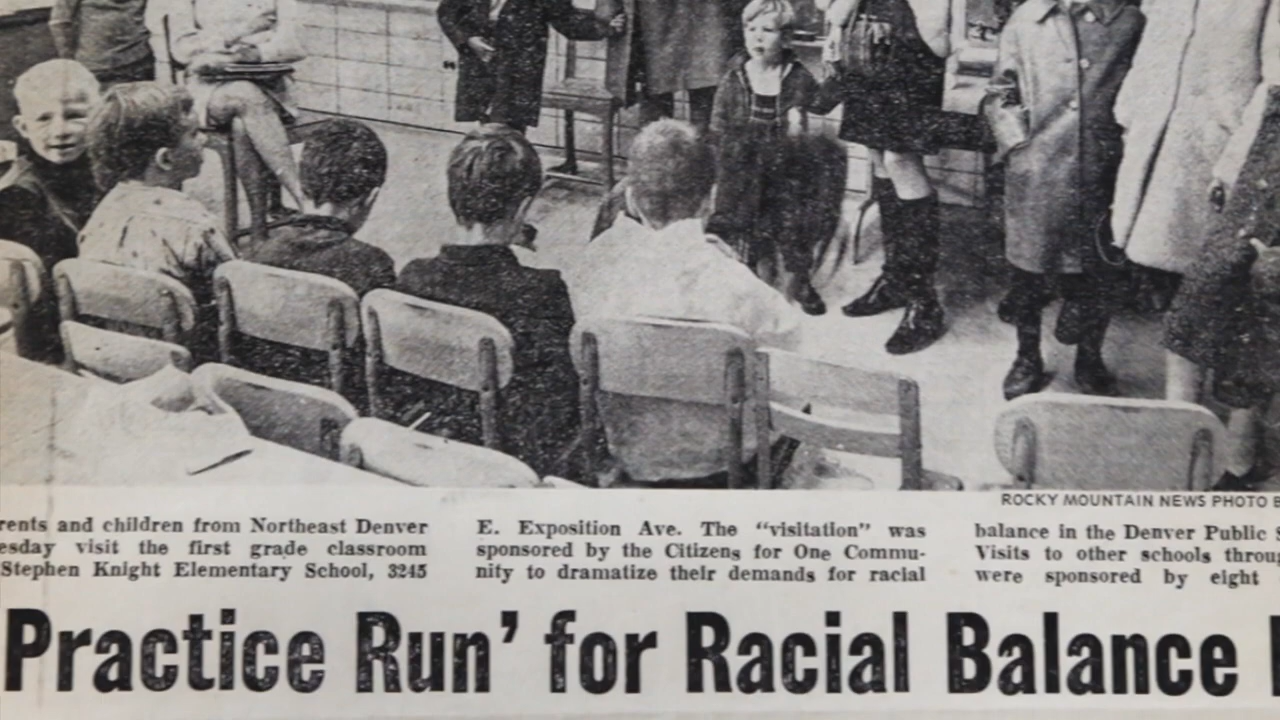 ROCKY MOUNTAIN NEWS PHOTO
rents and children from Northeast Denver
esday visit the first grade classroom
Stephen Knight Elementary School, 3245
E. Exposition Ave. The “visitation” was
sponsored by the Citizens for One Commu-
nity to dramatize their demands for racial
balance in the Denver Public
Visits to other schools
were sponsored by eight
Practice Run’ for Racial Balance